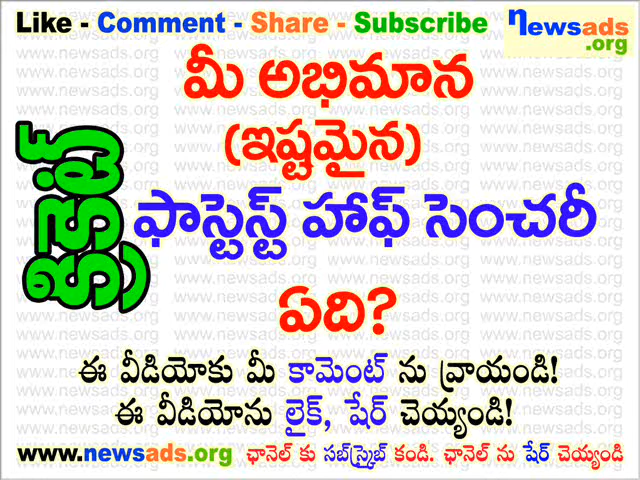 Like - Comment - Share - Subscribe
newsads
.org
మీ అభిమాన
(ఇష్టమైన)
క్రికెట్
ఫాస్టెస్ట్ హాఫ్ సెంచరీ
ఏది?
ఈ వీడియోకు మీ కామెంట్ ను వ్రాయండి!
ఈ వీడియోను లైక్, షేర్ చెయ్యండి!
www.newsads.org ఛానెల్ కు సబ్‌స్క్రైబ్ కండి. ఛానెల్ ను షేర్ చెయ్యండి